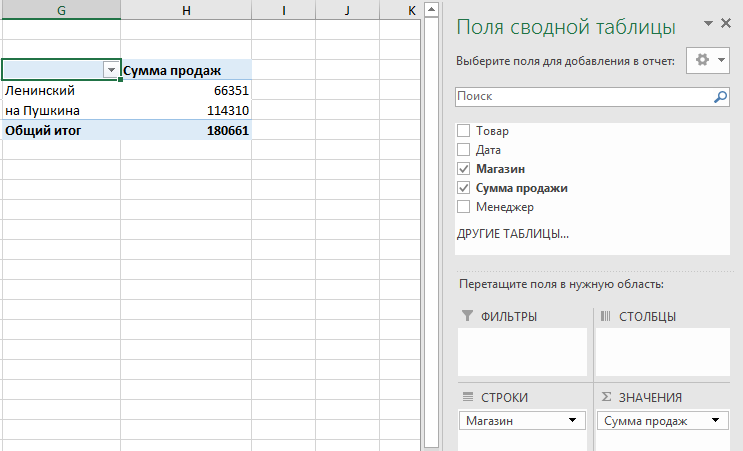 G H I J K
Сумма продаж
Ленинский 66351
на Пушкина 114310
Общий итог 180661
Поля сводной таблицы
Выберите поля для добавления в отчет:
Поиск
Товар
Дата
Магазин
Сумма продажи
Менеджер
ДРУГИЕ ТАБЛИЦЫ...
Перетащите поля в нужную область:
ФИЛЬТРЫ
СТОЛБЦЫ
СТРОКИ
Магазин
ЗНАЧЕНИЯ
Сумма продаж